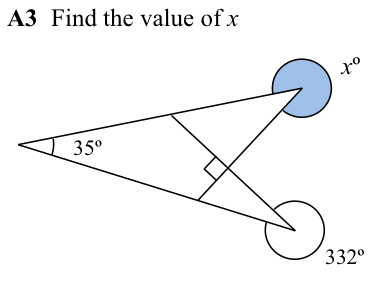 A3 Find the value of x
xº
35º
332º